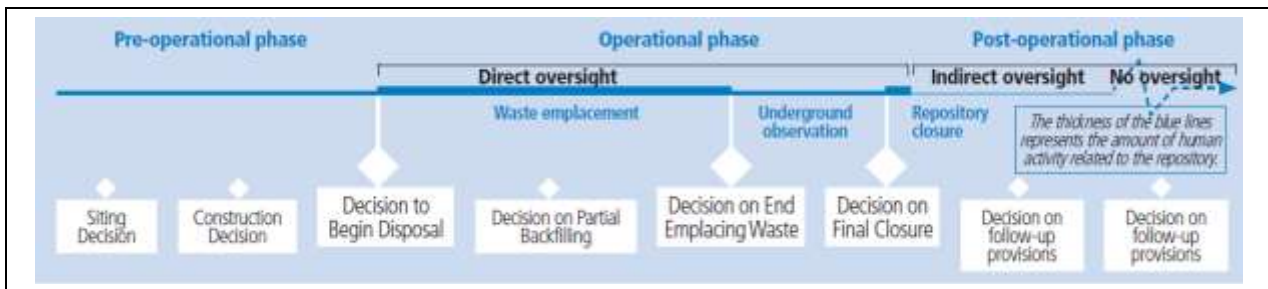 Pre-operational phase
Operational phase
Post-operational phase
Direct oversight
Indirect oversight
No oversight
Waste emplacement
Underground
observation
Repository
closure
The thickness of the blue lines
represents the amount of human
activity related to the repository.
Siting
Decision
Construction
Decision
Decision to
Begin Disposal
Decision on Partial
Backfilling
Decision on End
Emplacing Waste
Decision on
Final Closure
Decision on
follow-up
provisions
Decision on
follow-up
provisions